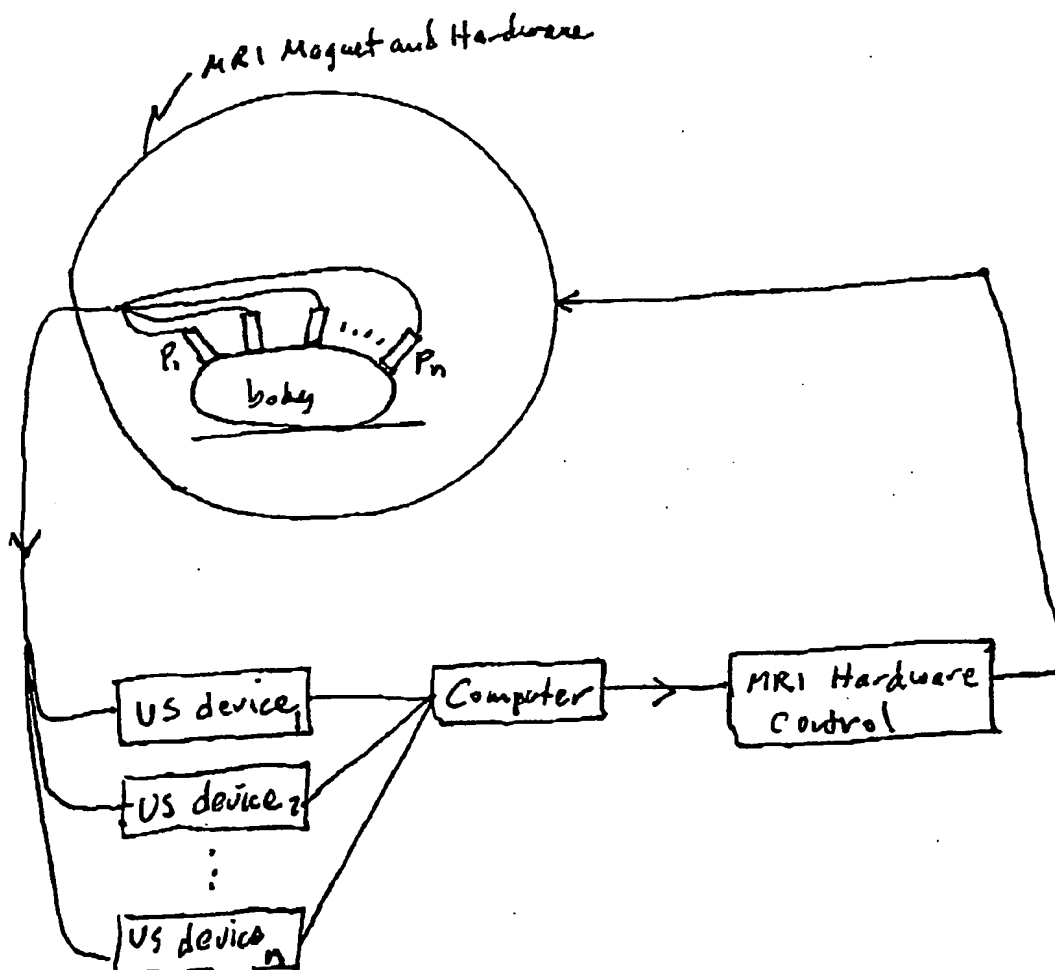 MRI Magnet and Hardware
P1
Pn
body
US device1
Computer
MRI Hardware
Control
US device2
US devicen